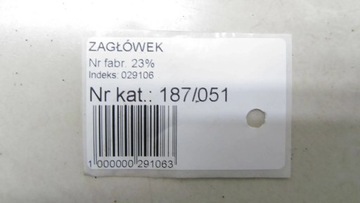 ZAGŁÓWEK
Nr fabr. 23%
Indeks: 029106
Nr kat.: 187/051
1 000000 291063